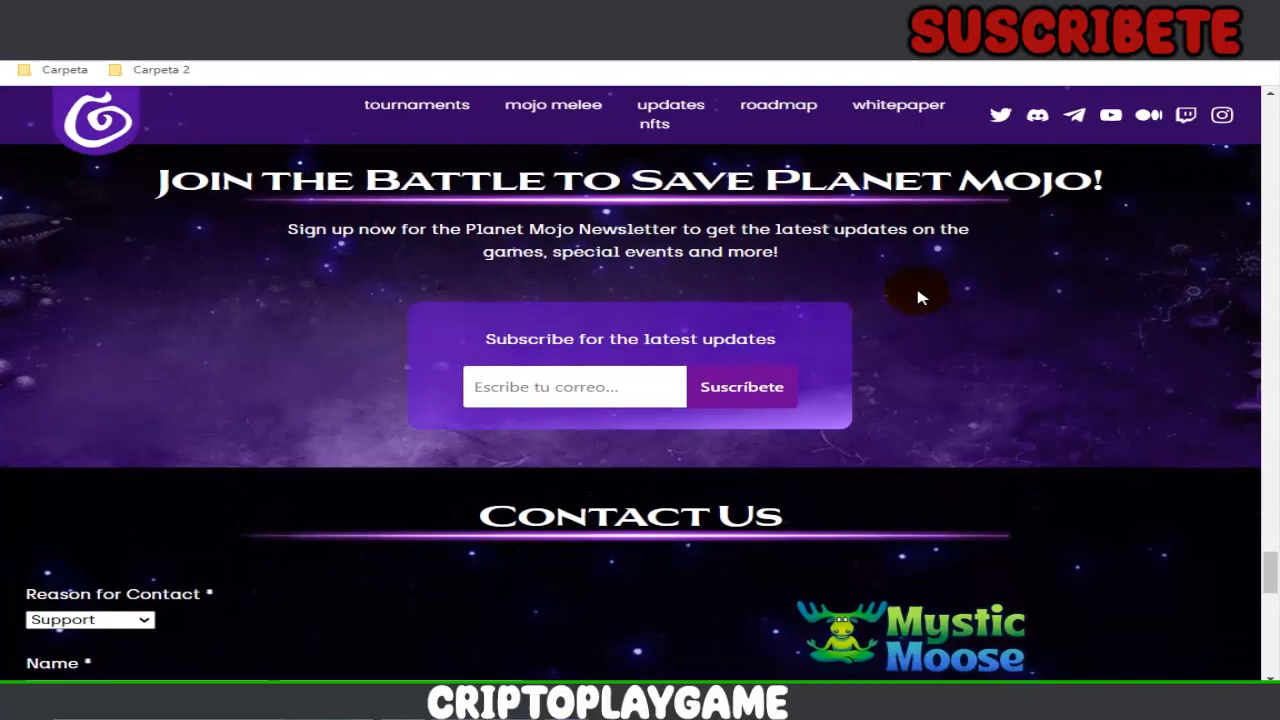 SUSCRIBETE
Carpeta Carpeta 2
tournaments mojo melee updates roadmap whitepaper
nfts
Join the Battle to Save Planet Mojo!
Sign up now for the Planet Mojo Newsletter to get the latest updates on the
games, special events and more!
Subscribe for the latest updates
Escribe tu correo... Suscríbete
Contact Us
Reason for Contact *
Support
Name *
Mystic
Moose
CRIPTOPLAYGAME